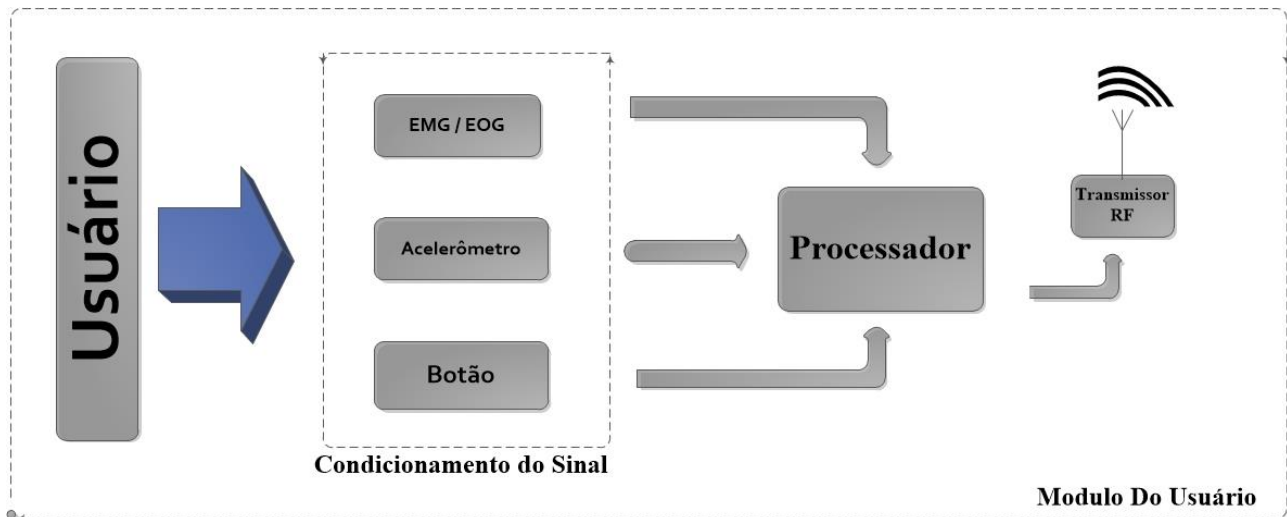 Usuário
EMG / EOG
Acelerômetro
Botão
Condicionamento do Sinal
Processador
Transmissor
RF
Modulo Do Usuário